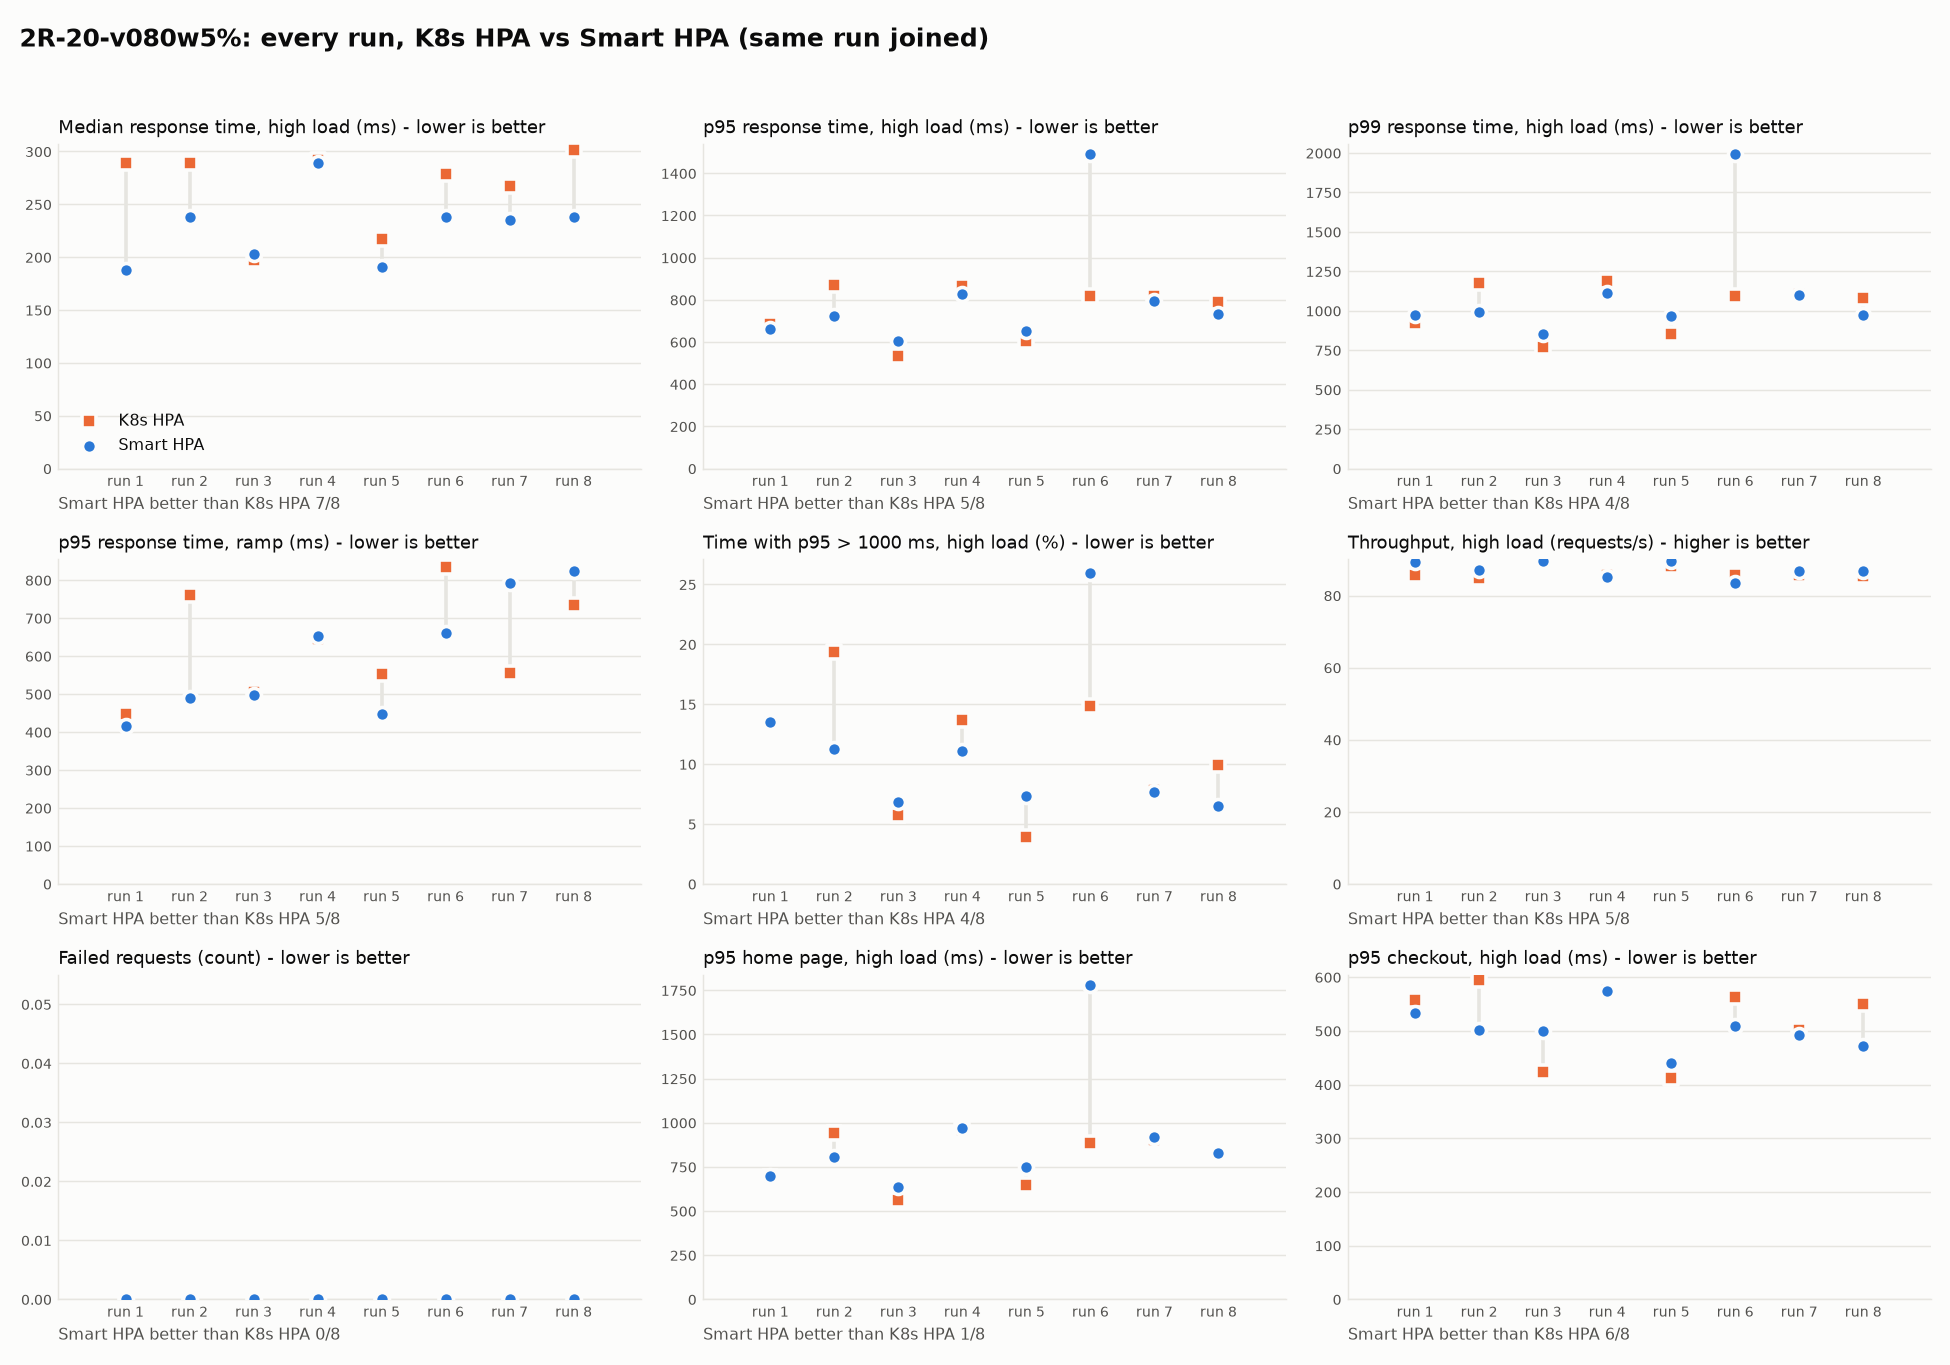 2R-20-v080w5%: every run, K8s HPA vs Smart HPA (same run joined)
Median response time, high load (ms) - lower is better
300
250
200
150
100
50
0
K8s HPA
Smart HPA
run 1 run 2 run 3 run 4 run 5 run 6 run 7 run 8
Smart HPA better than K8s HPA 7/8
p95 response time, high load (ms) - lower is better
1400
1200
1000
800
600
400
200
0
run 1 run 2 run 3 run 4 run 5 run 6 run 7 run 8
Smart HPA better than K8s HPA 5/8
p99 response time, high load (ms) - lower is better
2000
1750
1500
1250
1000
750
500
250
0
run 1 run 2 run 3 run 4 run 5 run 6 run 7 run 8
Smart HPA better than K8s HPA 4/8
p95 response time, ramp (ms) - lower is better
800
700
600
500
400
300
200
100
0
run 1 run 2 run 3 run 4 run 5 run 6 run 7 run 8
Smart HPA better than K8s HPA 5/8
Time with p95 > 1000 ms, high load (%) - lower is better
25
20
15
10
5
0
run 1 run 2 run 3 run 4 run 5 run 6 run 7 run 8
Smart HPA better than K8s HPA 4/8
Throughput, high load (requests/s) - higher is better
80
60
40
20
0
run 1 run 2 run 3 run 4 run 5 run 6 run 7 run 8
Smart HPA better than K8s HPA 5/8
Failed requests (count) - lower is better
0.05
0.04
0.03
0.02
0.01
0.00
run 1 run 2 run 3 run 4 run 5 run 6 run 7 run 8
Smart HPA better than K8s HPA 0/8
p95 home page, high load (ms) - lower is better
1750
1500
1250
1000
750
500
250
0
run 1 run 2 run 3 run 4 run 5 run 6 run 7 run 8
Smart HPA better than K8s HPA 1/8
p95 checkout, high load (ms) - lower is better
600
500
400
300
200
100
0
run 1 run 2 run 3 run 4 run 5 run 6 run 7 run 8
Smart HPA better than K8s HPA 6/8